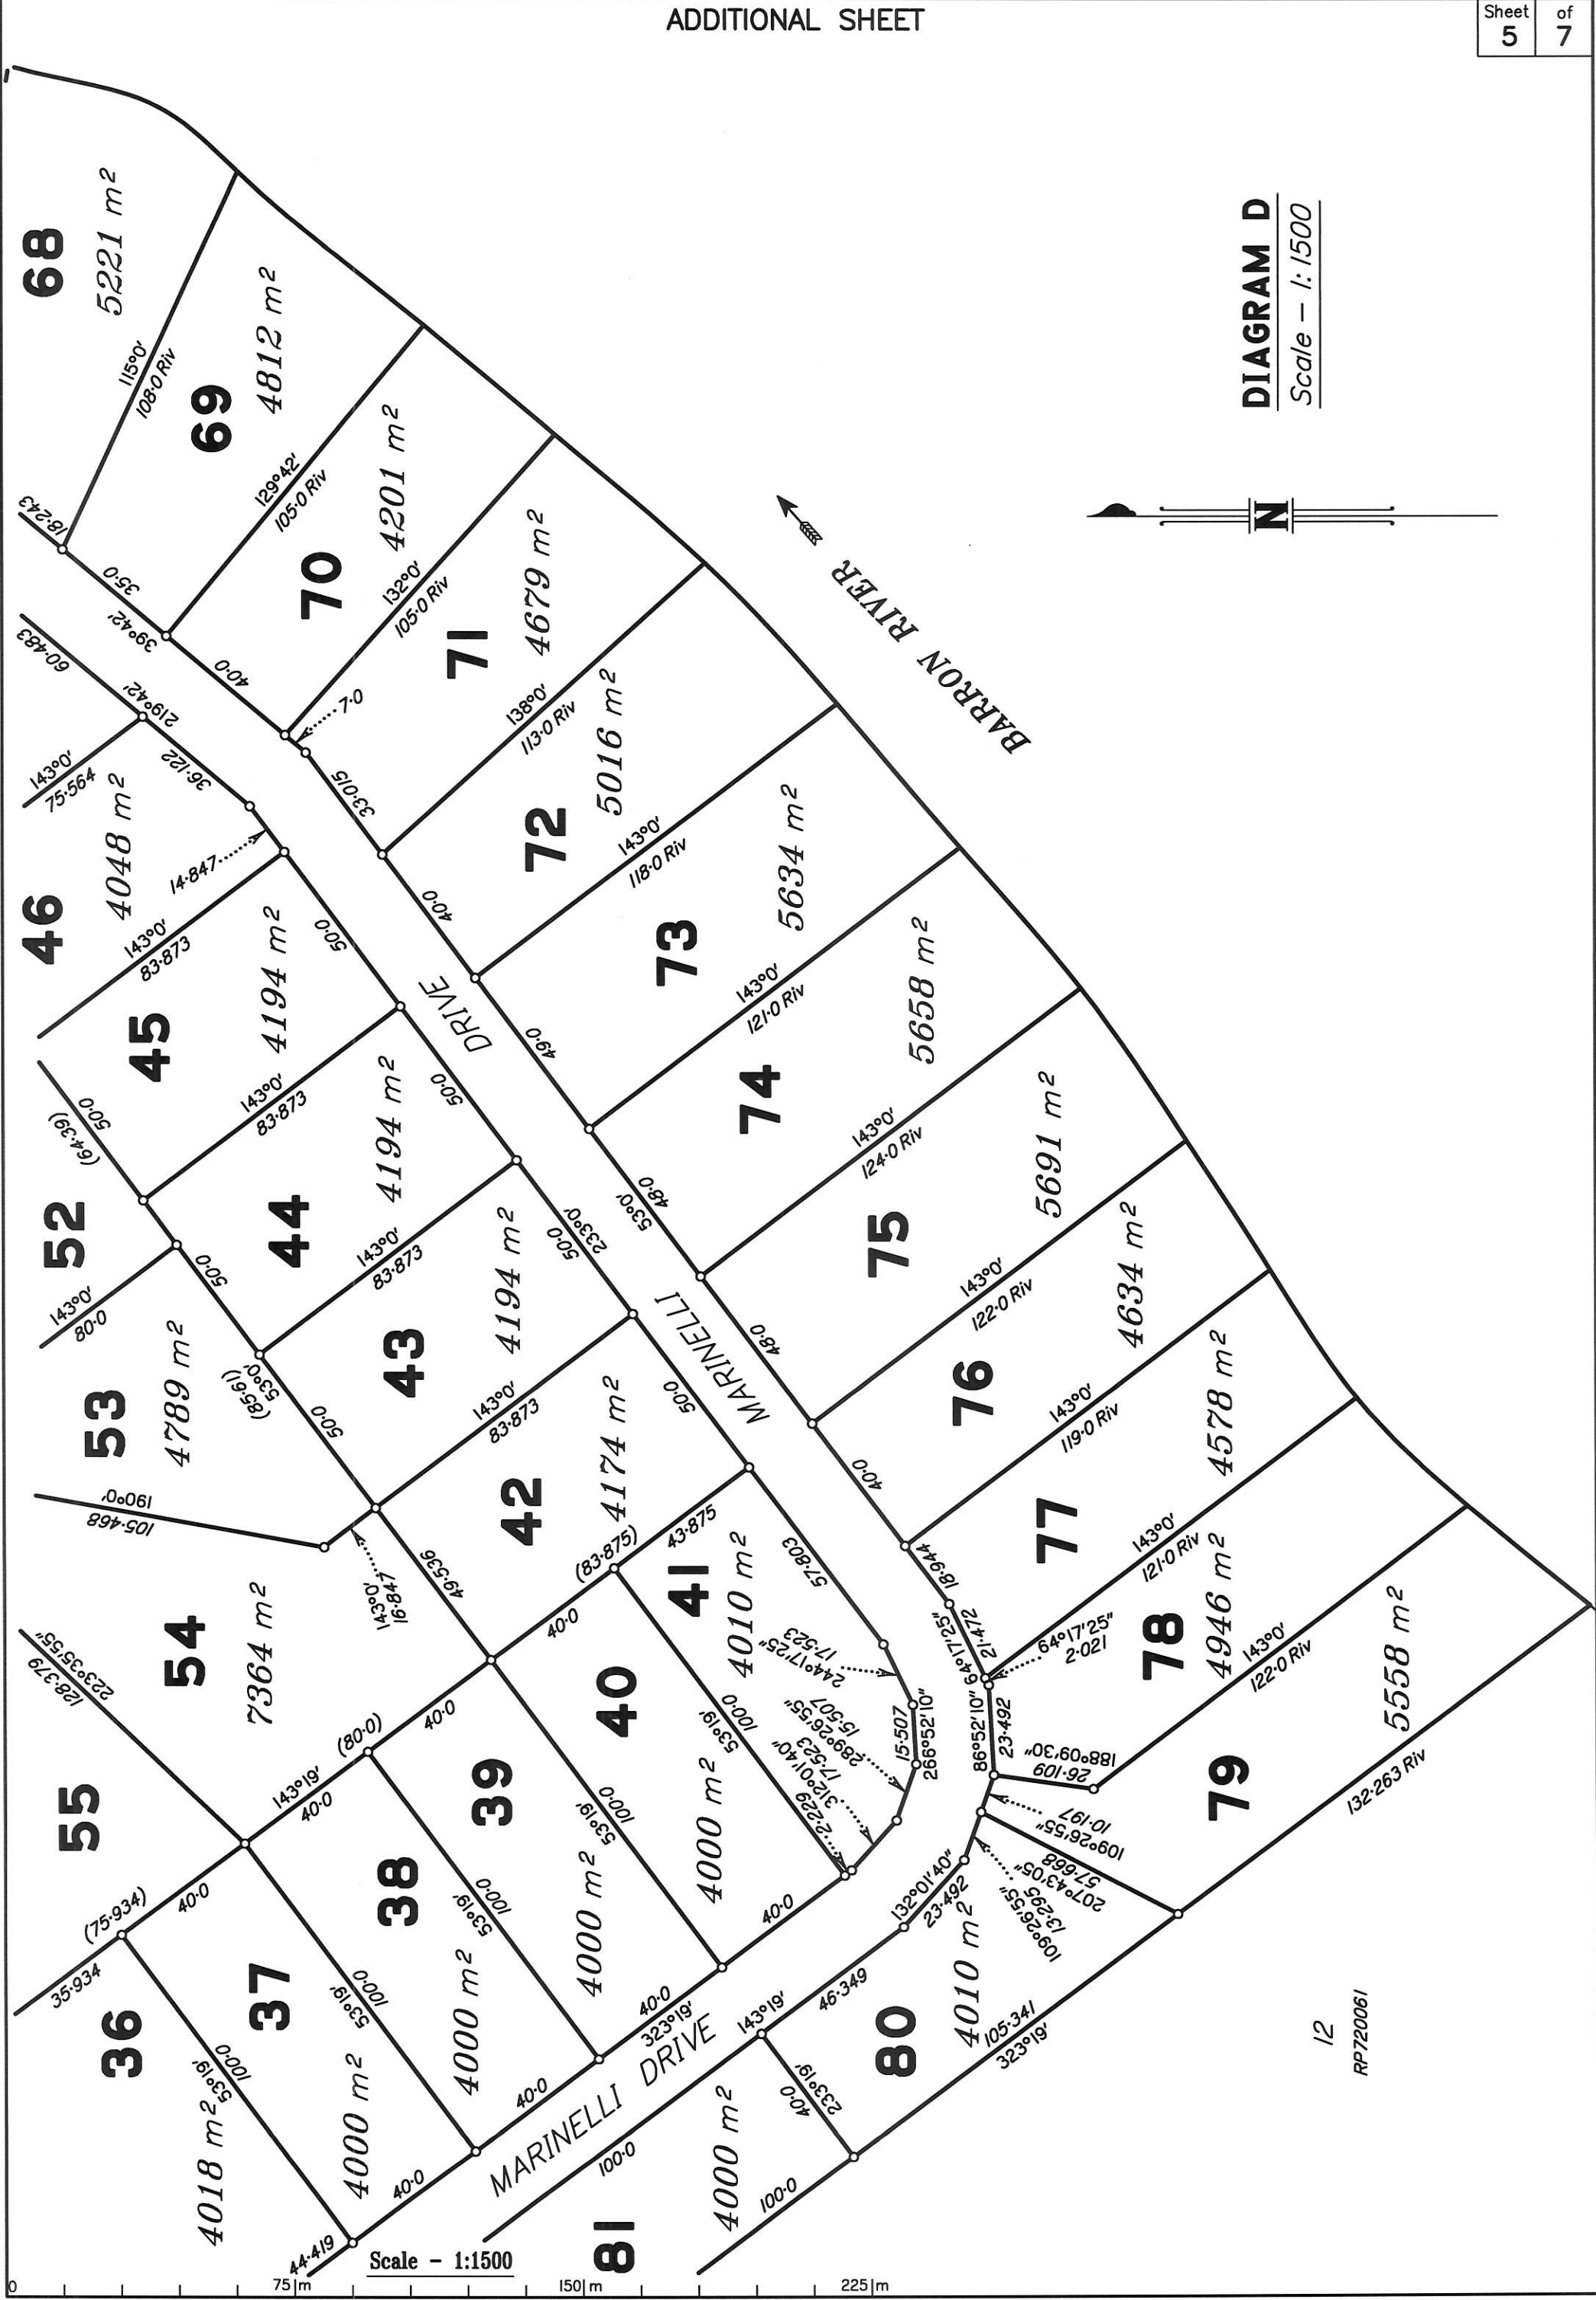 ADDITIONAL SHEET
Sheet
5
of
7
68
5221 m²
115°0'
108·0 Riv
69
4812 m²
18·243
35·0
39°42'
129°42'
105·0 Riv
70
4201 m²
40·0
132°0'
105·0 Riv
71
4679 m²
7·0
33·015
138°0'
113·0 Riv
72
5016 m²
40·0
143°0'
118·0 Riv
73
5634 m²
49·0
143°0'
121·0 Riv
74
5658 m²
53°0'
48·0
143°0'
124·0 Riv
75
5691 m²
48·0
143°0'
122·0 Riv
76
4634 m²
40·0
143°0'
119·0 Riv
77
4578 m²
18·944
64°17'25"
21·472
143°0'
121·0 Riv
64°17'25"
2·021
78
4946 m²
86°52'10"
23·492
188°09'30"
26·109
143°0'
122·0 Riv
79
5558 m²
132·263 Riv
109°26'55"
10·197
207°43'05"
57·668
109°26'55"
13·295
132°01'40"
23·492
80
4010 m²
46·349
143°19'
105·341
323°19'
233°19'
40·0
81
4000 m²
100·0
100·0
12
RP720061
BARRON RIVER
DIAGRAM D
Scale – 1:1500
N
60·483
219°42'
36·122
143°0'
75·564
46
4048 m²
14·847
143°0'
83·873
45
4194 m²
50·0
DRIVE
143°0'
83·873
44
4194 m²
50·0
52
50·0
(64·39)
143°0'
80·0
50·0
143°0'
83·873
43
4194 m²
50·0
233°0'
MARINELLI
53
4789 m²
(85·61)
53°0'
50·0
143°0'
83·873
42
4174 m²
50·0
190°0'
105·468
143°0'
16·847
49·536
54
7364 m²
(83·875)
43·875
40·0
41
4010 m²
57·803
244°17'25"
17·523
15·507
266°52'10"
289°26'55"
15·507
312°01'40"
17·523
2·229
53°19'
100·0
40
4000 m²
40·0
223°35'55"
128·379
(80·0)
40·0
143°19'
40·0
39
4000 m²
53°19'
100·0
40·0
323°19'
55
38
4000 m²
53°19'
100·0
40·0
(75·934)
40·0
35·934
37
4000 m²
53°19'
100·0
40·0
36
4018 m²
53°19'
100·0
44·419
MARINELLI DRIVE
Scale - 1:1500
0
75 m
150 m
225 m